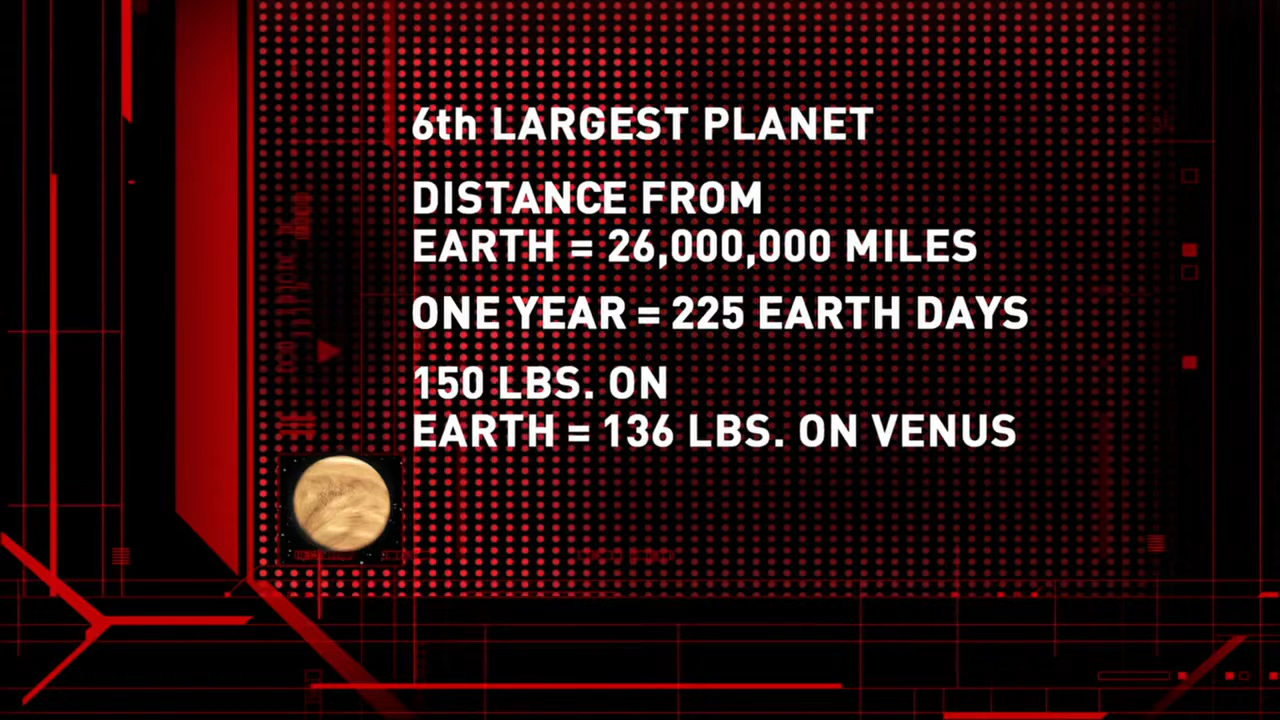 6th LARGEST PLANET
DISTANCE FROM
EARTH = 26,000,000 MILES
ONE YEAR = 225 EARTH DAYS
150 LBS. ON
EARTH = 136 LBS. ON VENUS